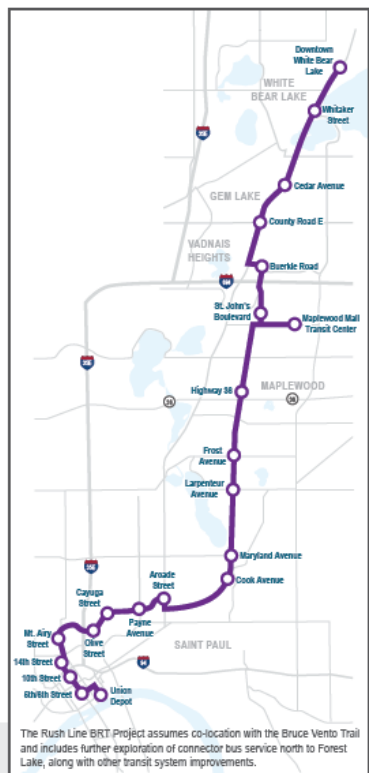 Downtown
White Bear
Lake
WHITE
BEAR LAKE
Whitaker
Street
35E
Cedar Avenue
GEM LAKE
County Road E
VADNAIS
HEIGHTS
Buerkle Road
694
St. John's
Boulevard
Maplewood Mall
Transit Center
35E
Highway 36
MAPLEWOOD
36
36
Frost
Avenue
Larpenteur
Avenue
Maryland Avenue
35E
Arcade
Street
Cook Avenue
Cayuga
Street
Payne
Avenue
Mt. Airy
Street
Olive
Street
SAINT PAUL
14th Street
94
10th Street
5th/6th Street
Union
Depot
The Rush Line BRT Project assumes co-location with the Bruce Vento Trail
and includes further exploration of connector bus service north to Forest
Lake, along with other transit system improvements.